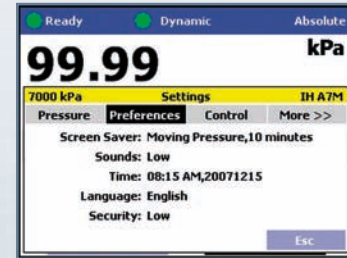 Ready Dynamic Absolute
kPa
99.99
7000 kPa Settings IH A7M
Pressure Preferences Control More >>
Screen Saver: Moving Pressure,10 minutes
Sounds: Low
Time: 08:15 AM,20071215
Language: English
Security: Low
Esc